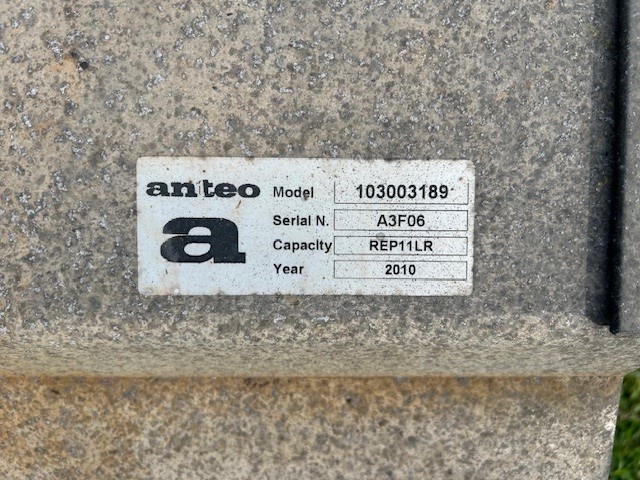 anteo
a
Model 103003189
Serial N. A3F06
Capacity REP11LR
Year 2010